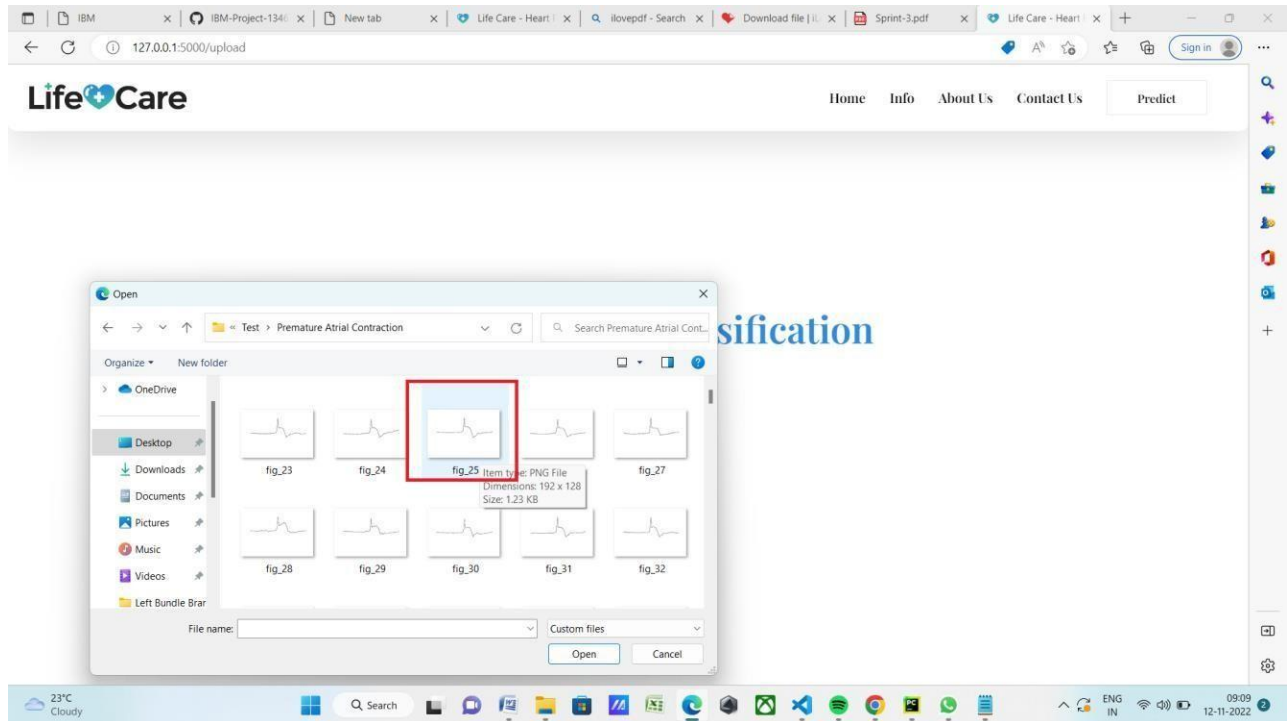 IBM
IBM-Project-134
New tab
Life Care - Heart
ilovepdf - Search
Download file | iL
Sprint-3.pdf
Life Care - Heart
127.0.0.1:5000/upload
Sign in
Life Care
Home Info About Us Contact Us Predict
Open
« Test > Premature Atrial Contraction
Search Premature Atrial Cont...
sification
Organize
New folder
OneDrive
Desktop
Downloads
Documents
Pictures
Music
Videos
Left Bundle Brar
fig_23 fig_24 fig_25 fig_27
Item type: PNG File
Dimensions: 192 x 128
Size: 1.23 KB
fig_28 fig_29 fig_30 fig_31 fig_32
File name:
Custom files
Open
Cancel
23°C
Cloudy
Search
ENG
IN
09:09
12-11-2022